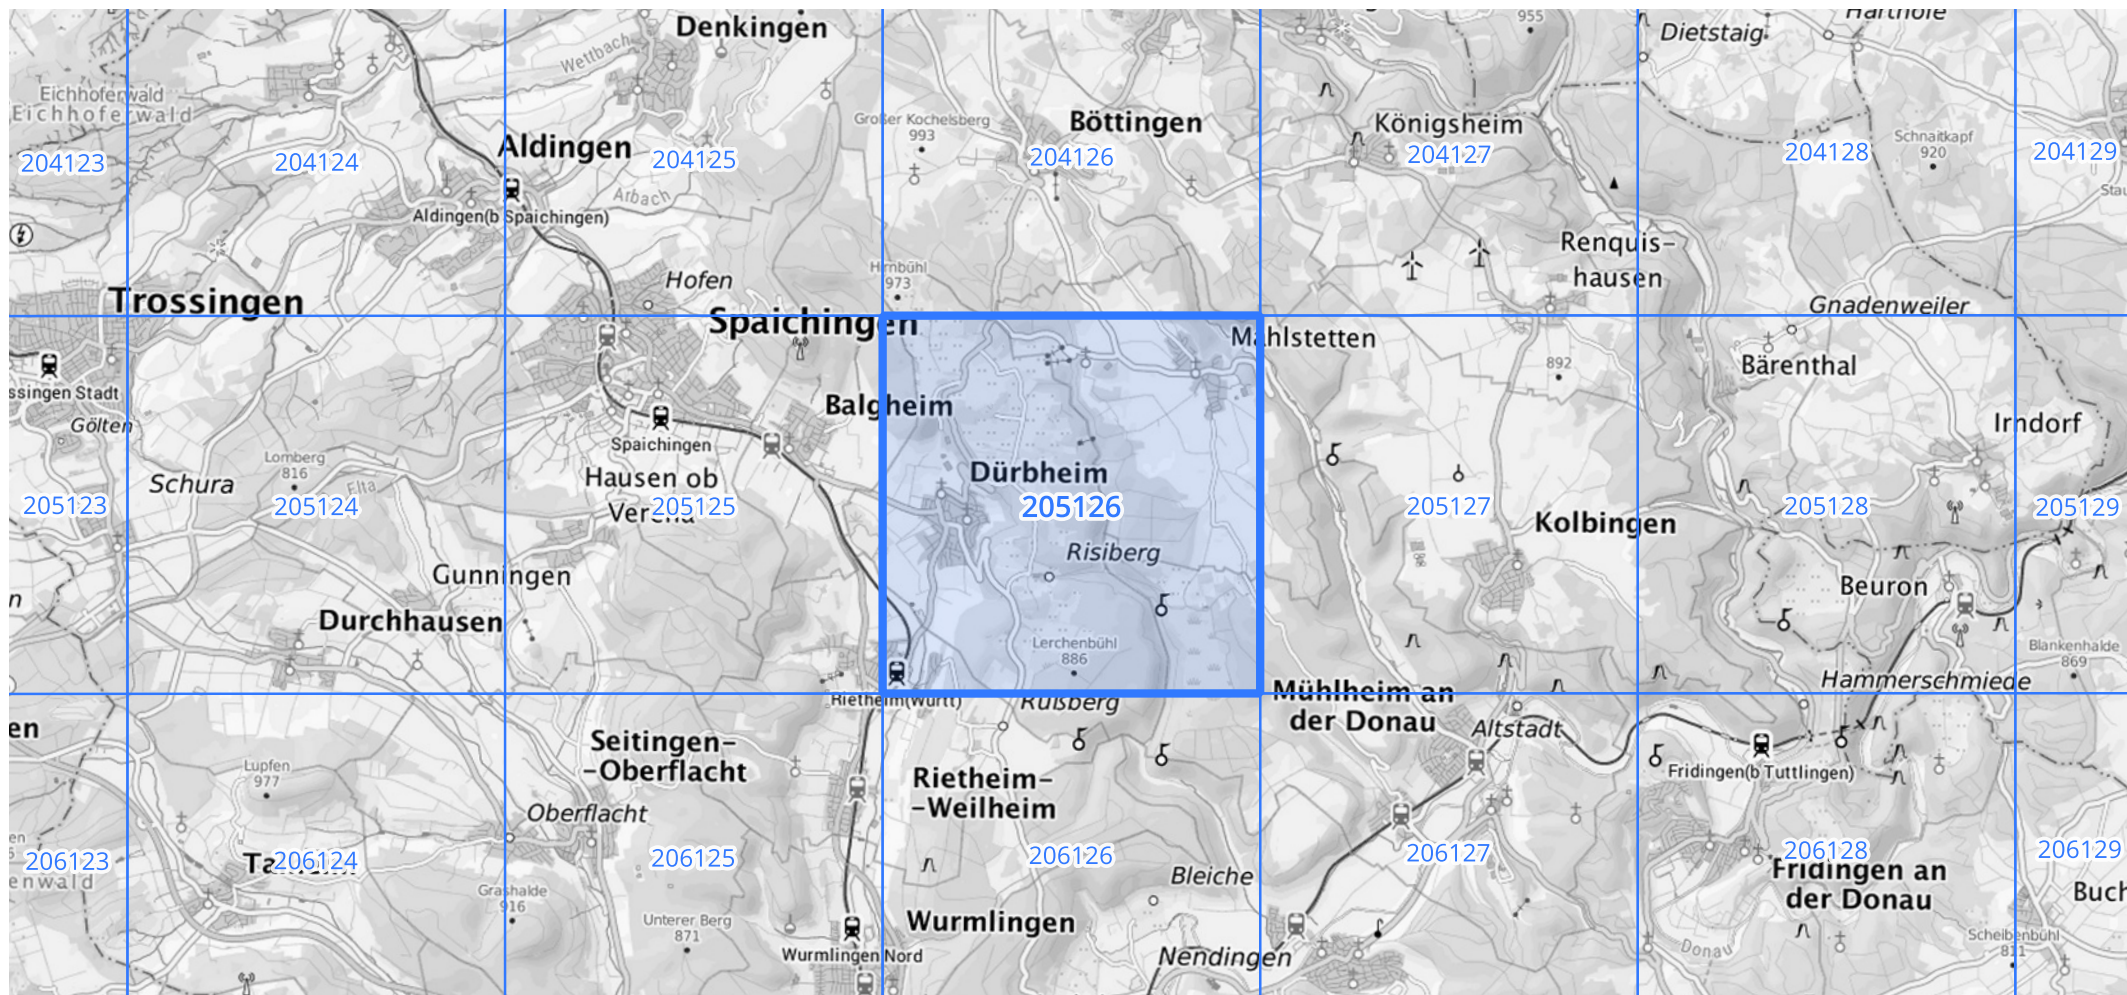 955
Harthöfe
Denkingen
Dietstaig
Wettbach
Eichhoferwald
Eichhoferwald
Großer Kochelsberg
993
Böttingen
Königsheim
Schnaitkapf
920
Aldingen
204123
204124
204125
204126
204127
204128
204129
Arbach
Aldingen(b Spaichingen)
Renquis-
hausen
Hirnbühl
973
Hofen
Trossingen
Gnadenweiler
Spaichingen
Mahlstetten
892
Bärenthal
ssingen Stadt
Balgheim
Gölten
Irndorf
Spaichingen
Lomberg
816
Schura
Elta
Hausen ob
Verena
Dürbheim
205123
205124
205125
205126
205127
205128
205129
Kolbingen
Risiberg
Gunningen
Beuron
n
Durchhausen
Lerchenbühl
886
Blankenhalde
869
Hammerschmiede
Rietheim(Württ)
Rußberg
Mühlheim an
der Donau
Altstadt
en
Seitingen-
-Oberflacht
Lupfen
977
Rietheim-
-Weilheim
Fridingen(b Tuttlingen)
Oberflacht
en
enwald
206123
206124
206125
206126
206127
206128
206129
Fridingen an
der Donau
Bleiche
Grashalde
916
Buch
Unterer Berg
871
Wurmlingen
Wurmlingen Nord
Nendingen
Donau
Scheibenbühl
811